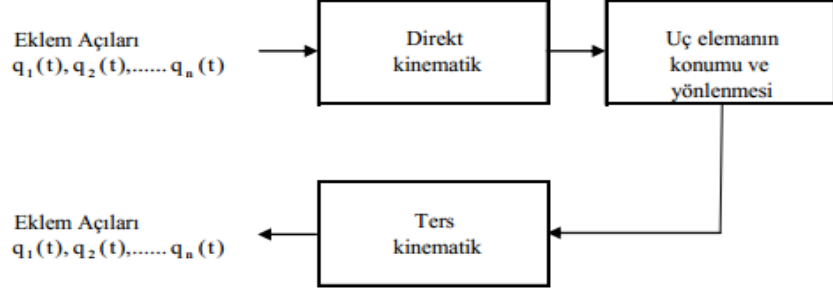 Eklem Açıları
q₁(t), q₂(t),...... qₙ(t)
Direkt
kinematik
Uç elemanın
konumu ve
yönlenmesi
Eklem Açıları
q₁(t), q₂(t),...... qₙ(t)
Ters
kinematik